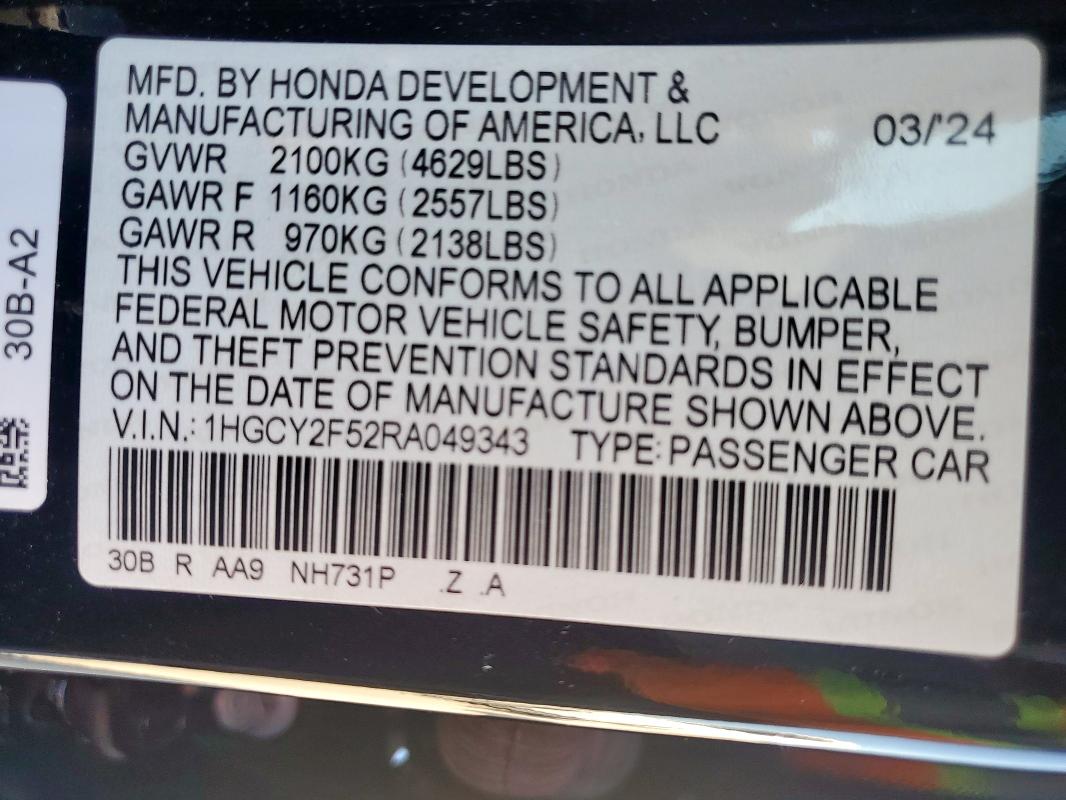 MFD. BY HONDA DEVELOPMENT &
MANUFACTURING OF AMERICA, LLC 03/'24
GVWR 2100KG (4629LBS)
GAWR F 1160KG (2557LBS)
GAWR R 970KG (2138LBS)
THIS VEHICLE CONFORMS TO ALL APPLICABLE
FEDERAL MOTOR VEHICLE SAFETY, BUMPER,
AND THEFT PREVENTION STANDARDS IN EFFECT
ON THE DATE OF MANUFACTURE SHOWN ABOVE.
V.I.N.: 1HGCY2F52RA049343 TYPE: PASSENGER CAR
30B R AA9 NH731P .Z .A
30B-A2